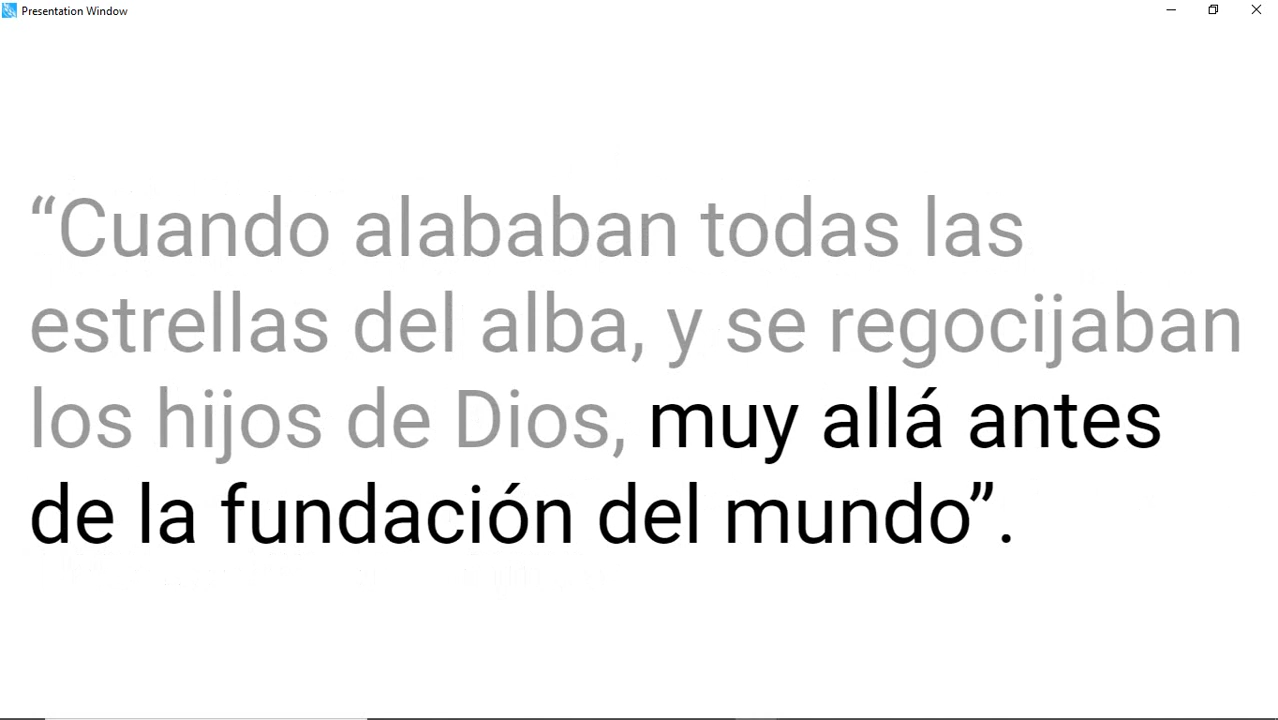 Presentation Window
“Cuando alababan todas las
estrellas del alba, y se regocijaban
los hijos de Dios, muy allá antes
de la fundación del mundo”.